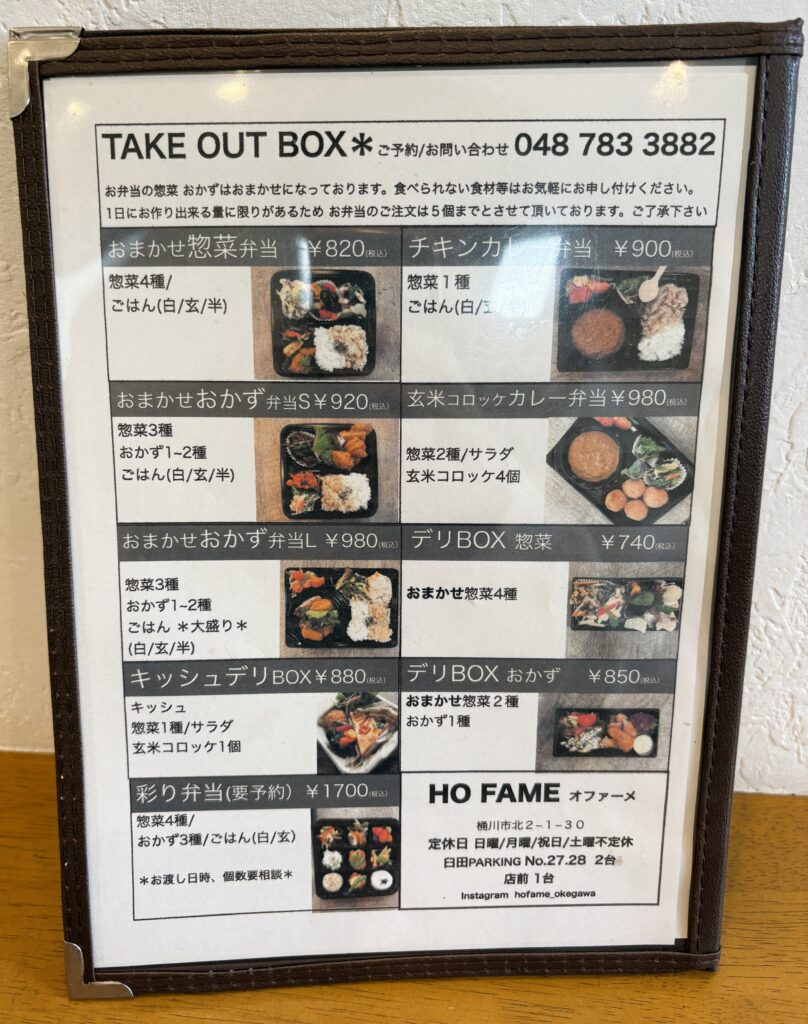 TAKE OUT BOX＊ご予約/お問い合わせ 048 783 3882
お弁当の惣菜 おかずはおまかせになっております。食べられない食材等はお気軽にお申し付けください。
1日にお作り出来る量に限りがあるため お弁当のご注文は５個までとさせて頂いております。ご了承下さい
おまかせ惣菜弁当 ￥820(税込)
惣菜4種/
ごはん(白/玄/半)
チキンカレー弁当 ￥900(税込)
惣菜１種
ごはん(白/玄/半)
おまかせおかず弁当S￥920(税込)
惣菜3種
おかず1~2種
ごはん(白/玄/半)
玄米コロッケカレー弁当￥980(税込)
惣菜2種/サラダ
玄米コロッケ4個
おまかせおかず弁当L ￥980(税込)
惣菜3種
おかず1~2種
ごはん ＊大盛り＊
(白/玄/半)
デリBOX 惣菜 ￥740(税込)
おまかせ惣菜4種
キッシュデリBOX￥880(税込)
キッシュ
惣菜1種/サラダ
玄米コロッケ1個
デリBOX おかず ￥850(税込)
おまかせ惣菜２種
おかず1種
彩り弁当(要予約) ￥1700(税込)
惣菜4種/
おかず3種/ごはん(白/玄)
＊お渡し日時、個数要相談＊
HO FAME オファーメ
桶川市北２−１−３０
定休日 日曜/月曜/祝日/土曜不定休
臼田PARKING No.27.28 2台
店前 1台
Instagram hofame_okegawa